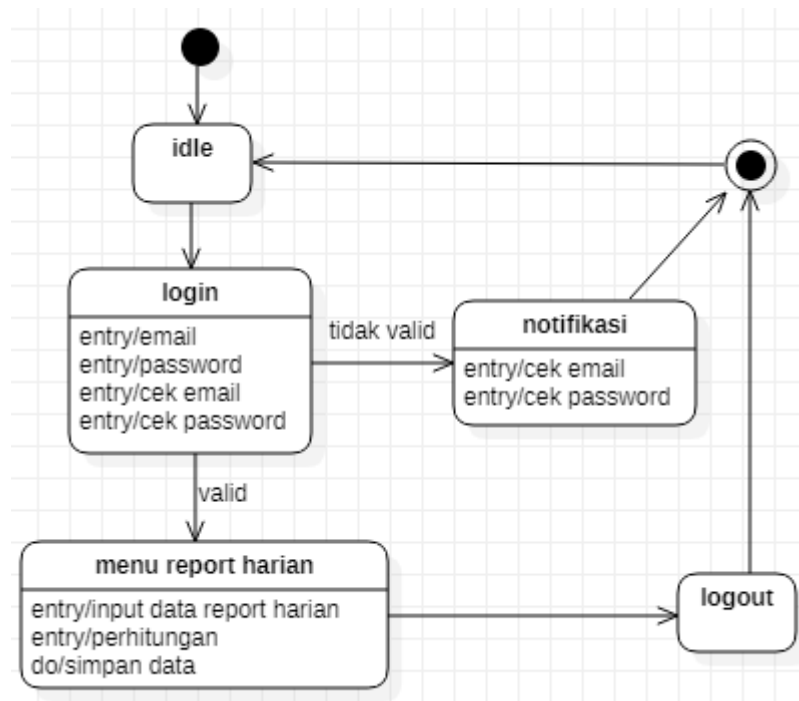 idle
login
entry/email
entry/password
entry/cek email
entry/cek password
tidak valid
notifikasi
entry/cek email
entry/cek password
valid
menu report harian
entry/input data report harian
entry/perhitungan
do/simpan data
logout